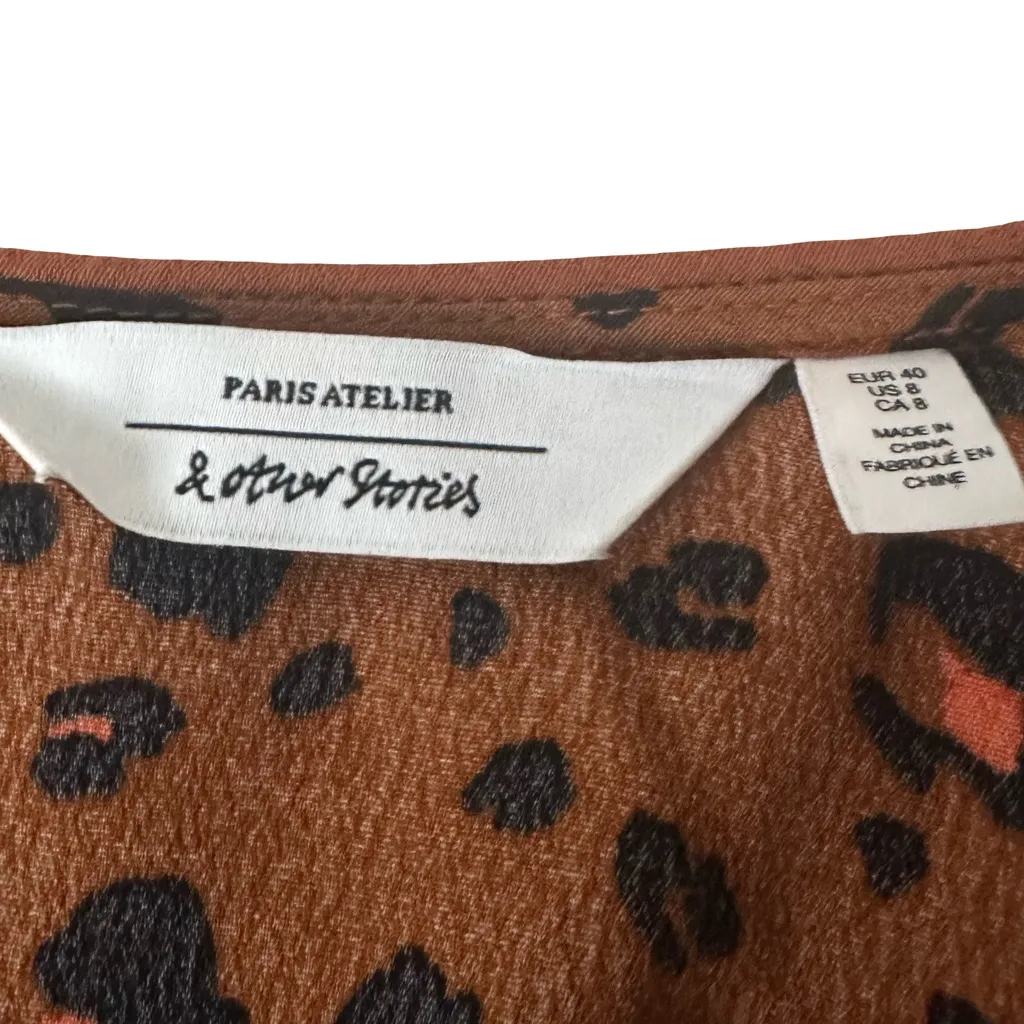 PARIS ATELIER
& other Stories
EUR 40
US 8
CA 8
MADE IN
CHINA
FABRIQUÉ EN
CHINE